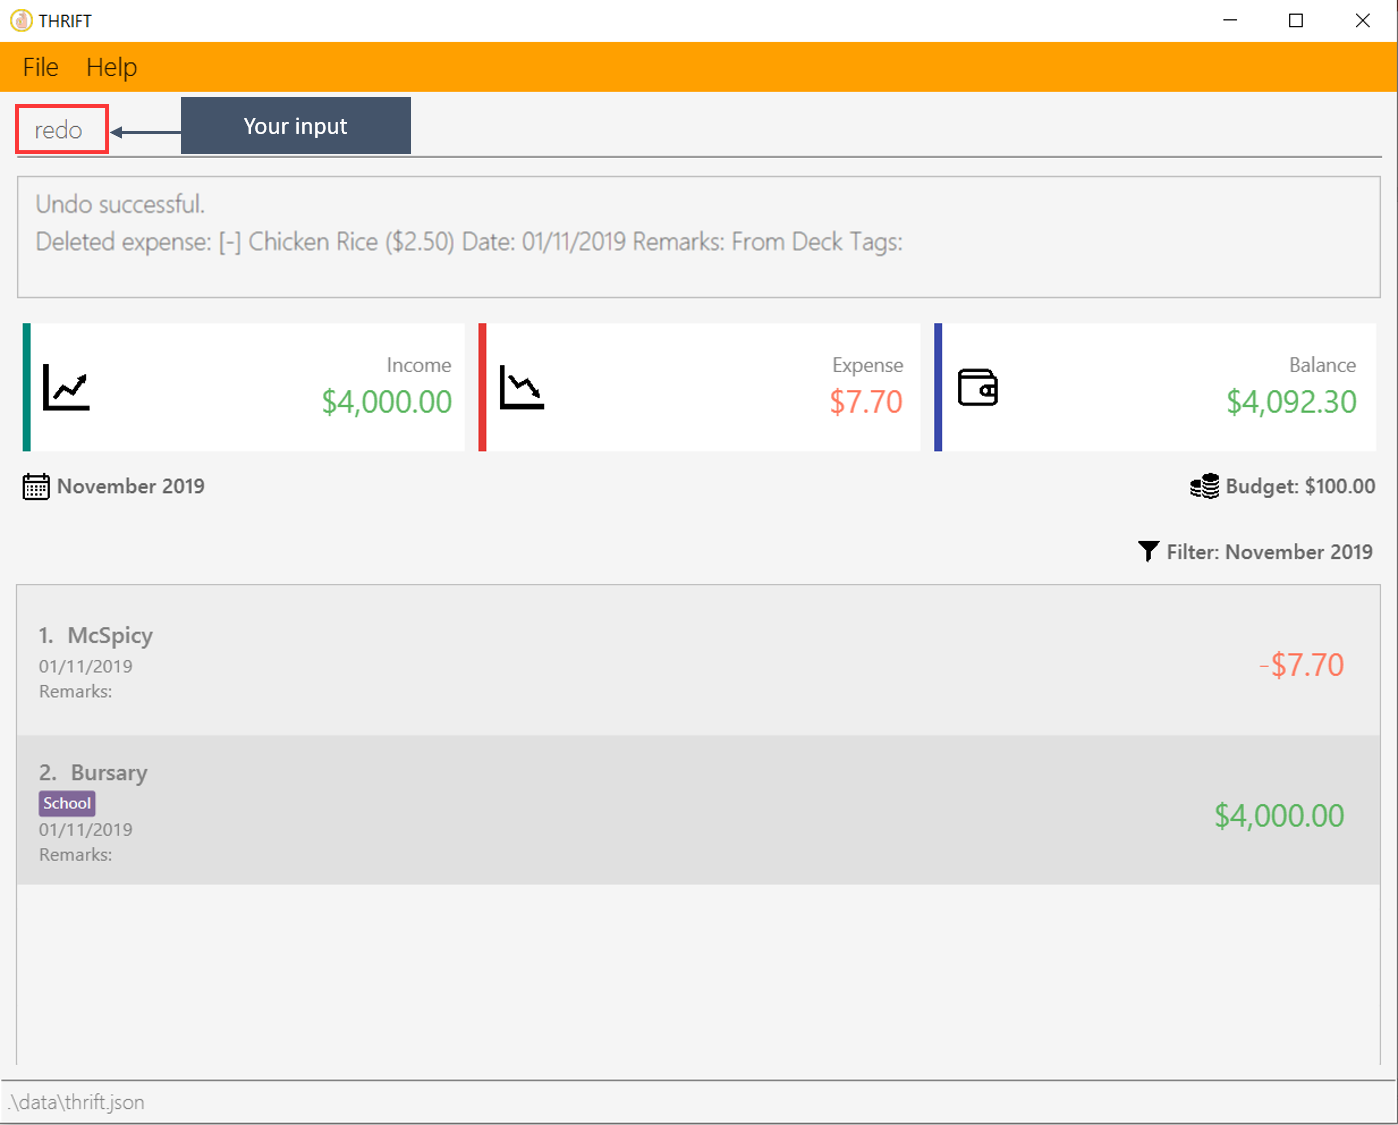 THRIFT
File Help
redo
Your input
Undo successful.
Deleted expense: [-] Chicken Rice ($2.50) Date: 01/11/2019 Remarks: From Deck Tags:
Income
$4,000.00
Expense
$7.70
Balance
$4,092.30
November 2019
Budget: $100.00
Filter: November 2019
1. McSpicy
01/11/2019
Remarks:
-$7.70
2. Bursary
School
01/11/2019
Remarks:
$4,000.00
.\data\thrift.json